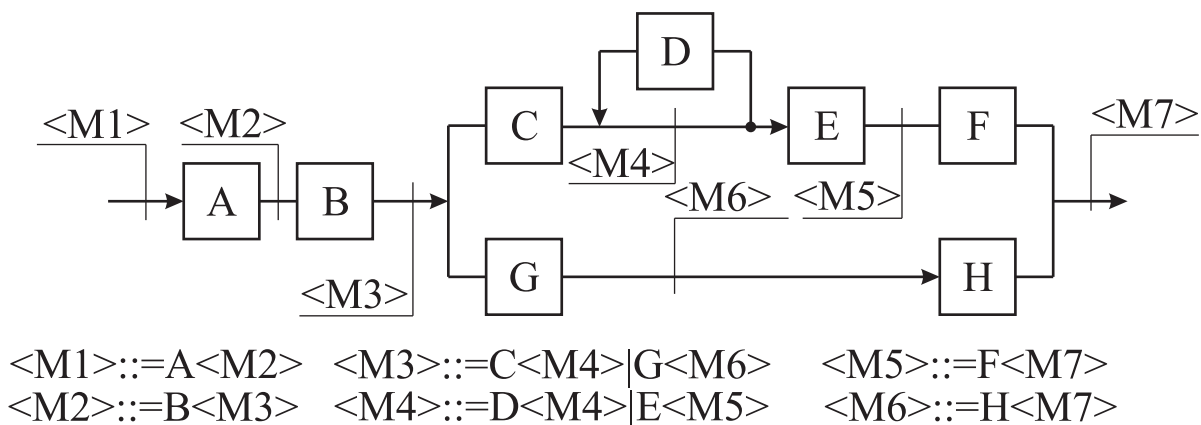 D
<M1> <M2> C E F <M7>
<M4>
A B <M6> <M5>
G H
<M3>
<M1>::=A<M2> <M3>::=C<M4>|G<M6> <M5>::=F<M7>
<M2>::=B<M3> <M4>::=D<M4>|E<M5> <M6>::=H<M7>